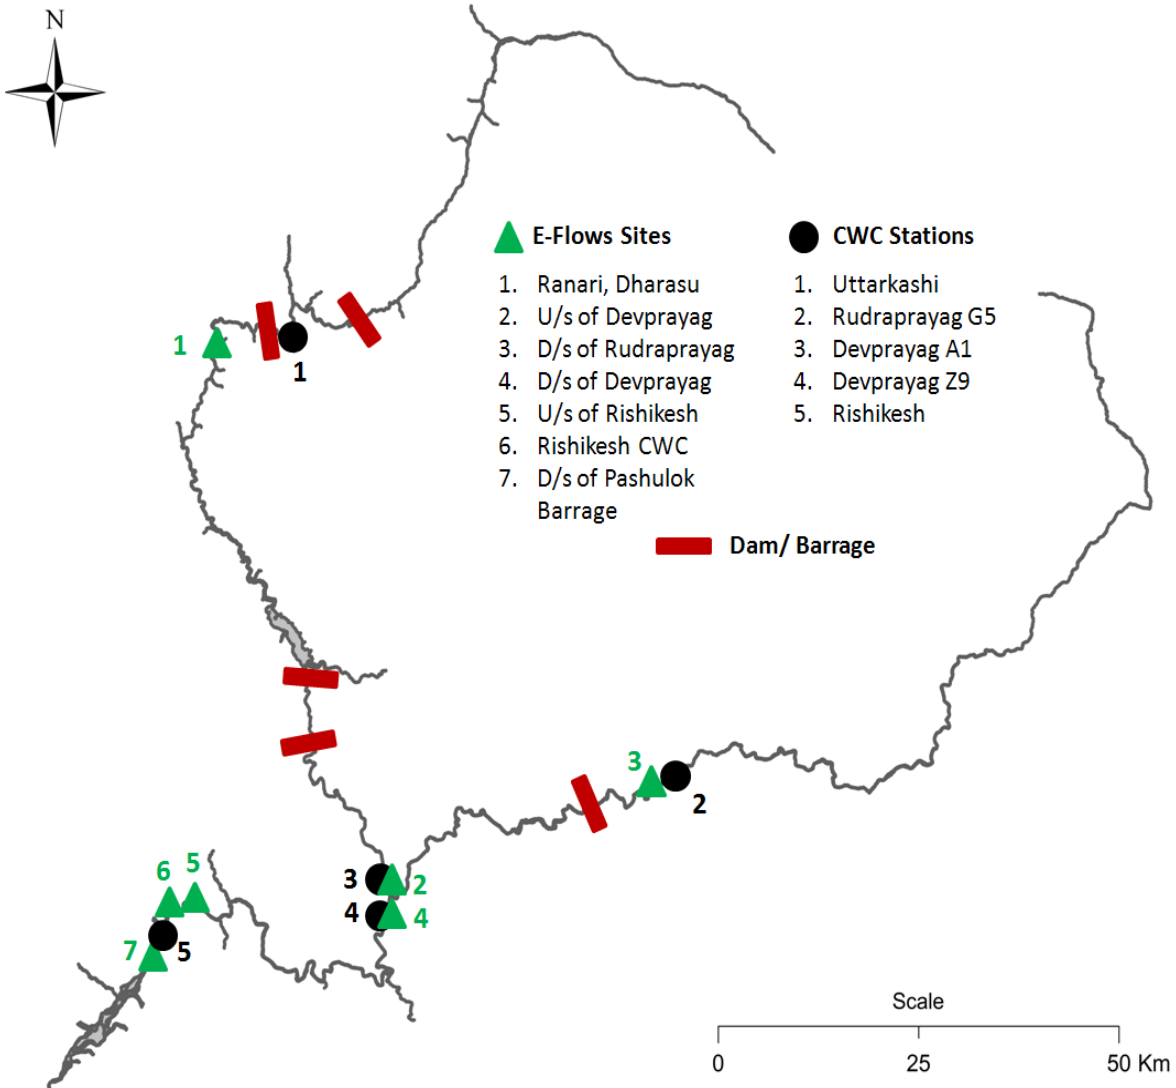 N
E-Flows Sites
1. Ranari, Dharasu
2. U/s of Devprayag
3. D/s of Rudraprayag
4. D/s of Devprayag
5. U/s of Rishikesh
6. Rishikesh CWC
7. D/s of Pashulok
Barrage
CWC Stations
1. Uttarkashi
2. Rudraprayag G5
3. Devprayag A1
4. Devprayag Z9
5. Rishikesh
Dam/ Barrage
1
1
3
2
3
2
4
4
6
5
5
7
Scale
0 25 50 Km